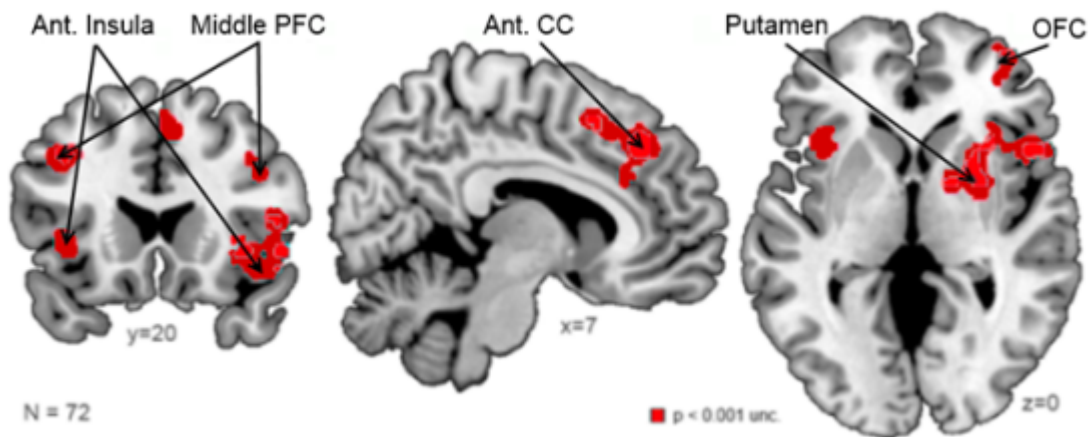 Ant. Insula
Middle PFC
Ant. CC
Putamen
OFC
y=20
x=7
z=0
N = 72
p < 0.001 unc.